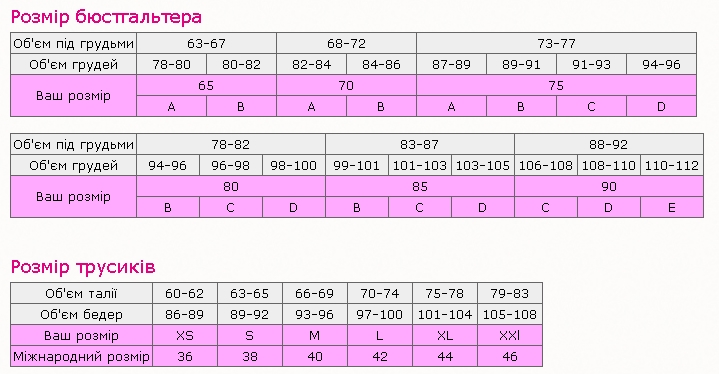 Розмір бюстгальтера
Об'єм під грудьми 63-67 68-72 73-77
Об'єм грудей 78-80 80-82 82-84 84-86 87-89 89-91 91-93 94-96
Ваш розмір 65 70 75
A B A B A B C D
Об'єм під грудьми 78-82 83-87 88-92
Об'єм грудей 94-96 96-98 98-100 99-101 101-103 103-105 106-108 108-110 110-112
Ваш розмір 80 85 90
B C D B C D C D E
Розмір трусиків
Об'єм талії 60-62 63-65 66-69 70-74 75-78 79-83
Об'єм бедер 86-89 89-92 93-96 97-100 101-104 105-108
Ваш розмір XS S M L XL XXl
Міжнародний розмір 36 38 40 42 44 46